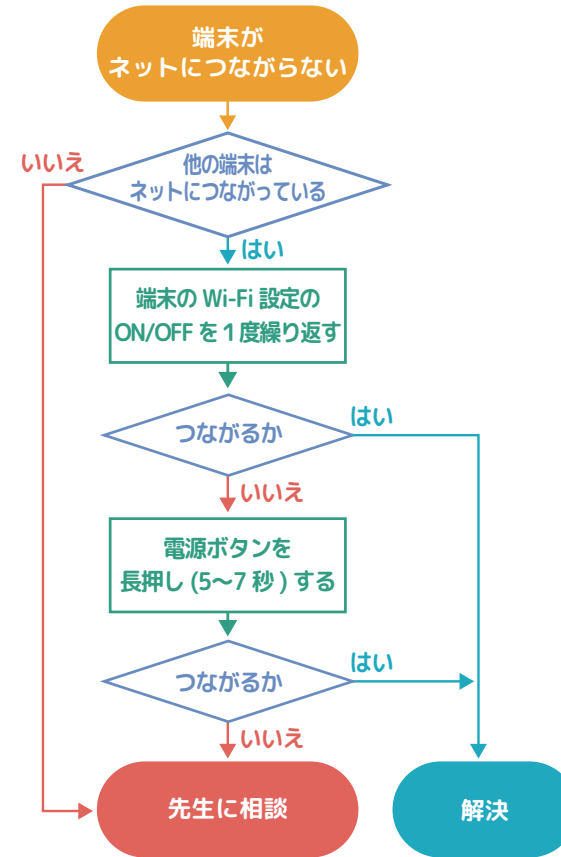 端末が
ネットにつながらない
いいえ
他の端末は
ネットにつながっている
はい
端末の Wi-Fi 設定の
ON/OFF を1度繰り返す
つながるか
はい
いいえ
電源ボタンを
長押し (5〜7 秒 ) する
つながるか
はい
いいえ
先生に相談
解決